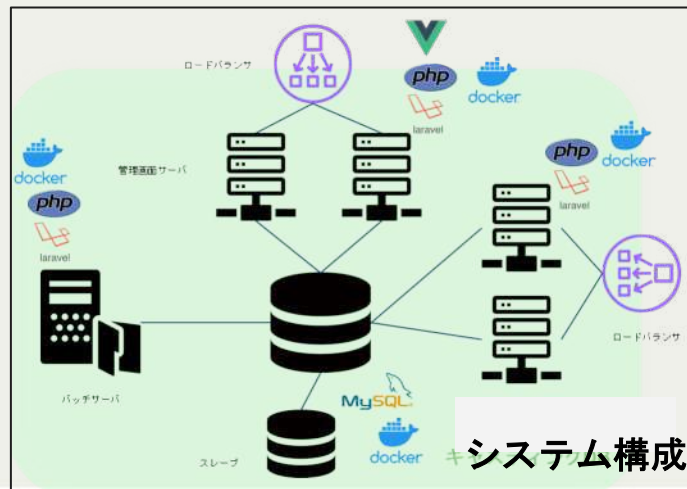 ロードバランサ
php
docker
laravel
管理画面サーバ
docker
php
laravel
php
docker
laravel
ロードバランサ
バッチサーバ
MySQL
スレーブ
docker
システム構成